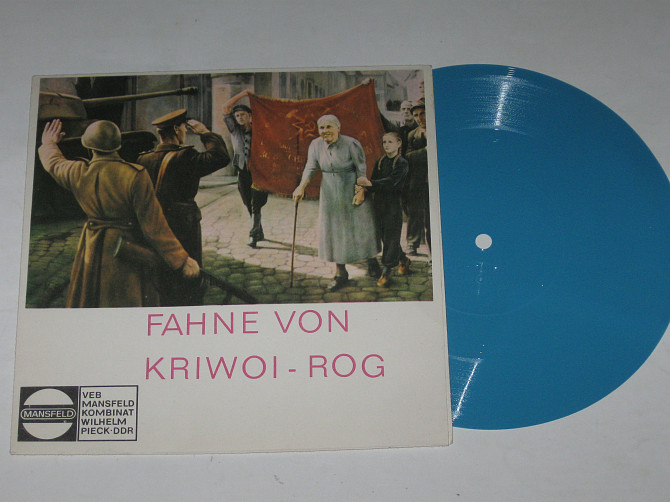 FAHNE VON
KRIWOI - ROG
MANSFELD
VEB
MANSFELD
KOMBINAT
WILHELM
PIECK·DDR